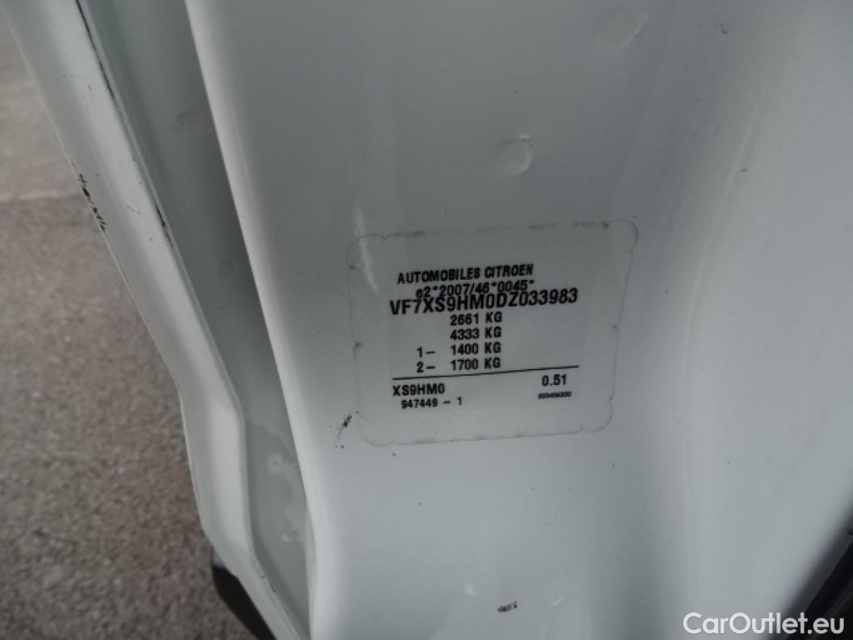 AUTOMOBILES CITROEN
e2*2007/46*0045*
VF7XS9HM0DZ033983
2661 KG
4333 KG
1- 1400 KG
2- 1700 KG
XS9HM0 0.51
947449 - 1
CarOutlet.eu